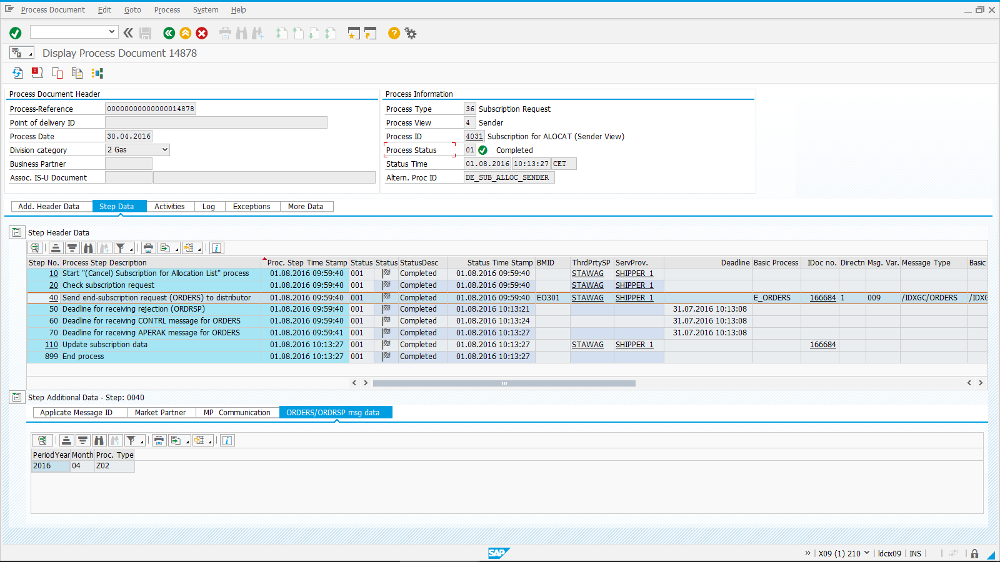 Process Document Edit Goto Process System Help
Display Process Document 14878
Process Document Header
Process-Reference 00000000000000014878
Point of delivery ID
Process Date 30.04.2016
Division category 2 Gas
Business Partner
Assoc. IS-U Document
Process Information
Process Type 36 Subscription Request
Process View 4 Sender
Process ID 4031 Subscription for ALOCAT (Sender View)
Process Status 01 Completed
Status Time 01.08.2016 10:13:27 CET
Altern. Proc ID DE_SUB_ALLOC_SENDER
Add. Header Data Step Data Activities Log Exceptions More Data
Step Header Data
Step No. Process Step Description Proc. Step Time Stamp Status Status StatusDesc Status Time Stamp BMID ThrdPrtySP ServProv. Deadline Basic Process IDoc no. Directn Msg. Var. Message Type Basic
10 Start "(Cancel) Subscription for Allocation List" process 01.08.2016 09:59:40 001 Completed 01.08.2016 09:59:40 STAWAG SHIPPER_1
20 Check subscription request 01.08.2016 09:59:40 001 Completed 01.08.2016 09:59:40 STAWAG SHIPPER_1
40 Send end-subscription request (ORDERS) to distributor 01.08.2016 09:59:40 001 Completed 01.08.2016 09:59:40 EO301 STAWAG SHIPPER_1 E_ORDERS 166684 1 009 /IDXGC/ORDERS /IDXG
50 Deadline for receiving rejection (ORDRSP) 01.08.2016 09:59:40 001 Completed 01.08.2016 10:13:21 31.07.2016 10:13:08
60 Deadline for receiving CONTRL message for ORDERS 01.08.2016 09:59:40 001 Completed 01.08.2016 10:13:24 31.07.2016 10:13:08
70 Deadline for receiving APERAK message for ORDERS 01.08.2016 09:59:41 001 Completed 01.08.2016 10:13:27 31.07.2016 10:13:08
110 Update subscription data 01.08.2016 10:13:27 001 Completed 01.08.2016 10:13:27 STAWAG SHIPPER_1 166684
899 End process 01.08.2016 10:13:27 001 Completed 01.08.2016 10:13:27
Step Additional Data - Step: 0040
Applicate Message ID Market Partner MP Communication ORDERS/ORDRSP msg data
PeriodYear Month Proc. Type
2016 04 Z02
SAP X09 (1) 210 ldcix09 INS